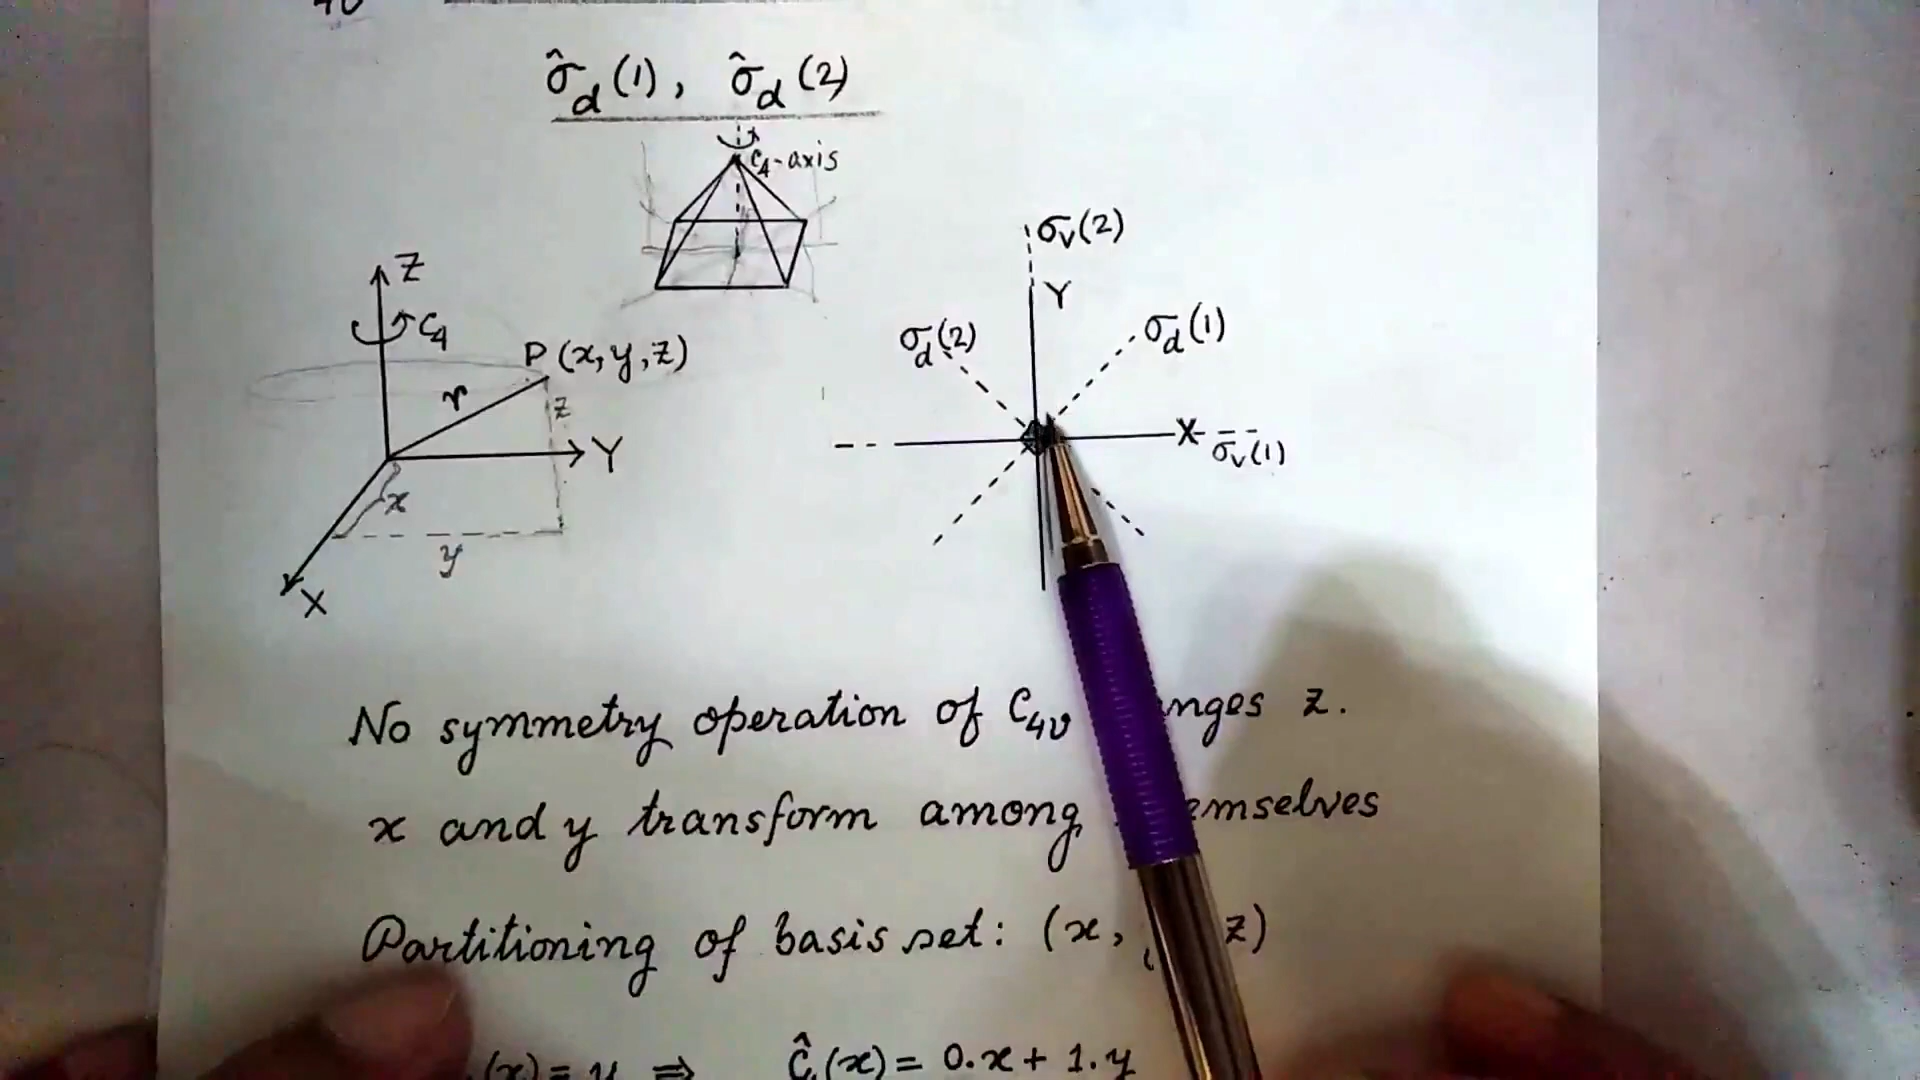 4v
σ̂d(1), σ̂d(2)
C4-axis
Z
C4
P(x,y,z)
r
z
Y
x
y
X
σv(2)
Y
σd(2)
σd(1)
X
σv(1)
No symmetry operation of C4v z.
x and y transform among
Partitioning of basis set: (x, z)
(x)= y ⇒ (x)= 0.x + 1.y